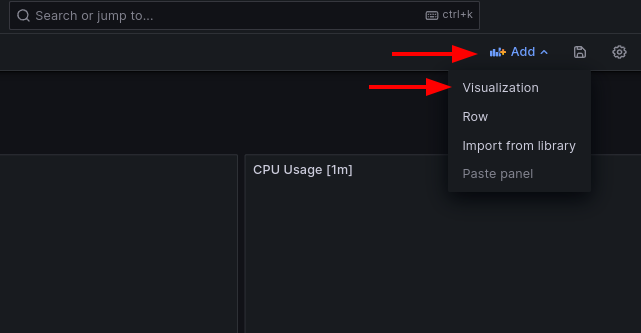 Search or jump to...
ctrl+k
Add
Visualization
Row
Import from library
Paste panel
CPU Usage [1m]